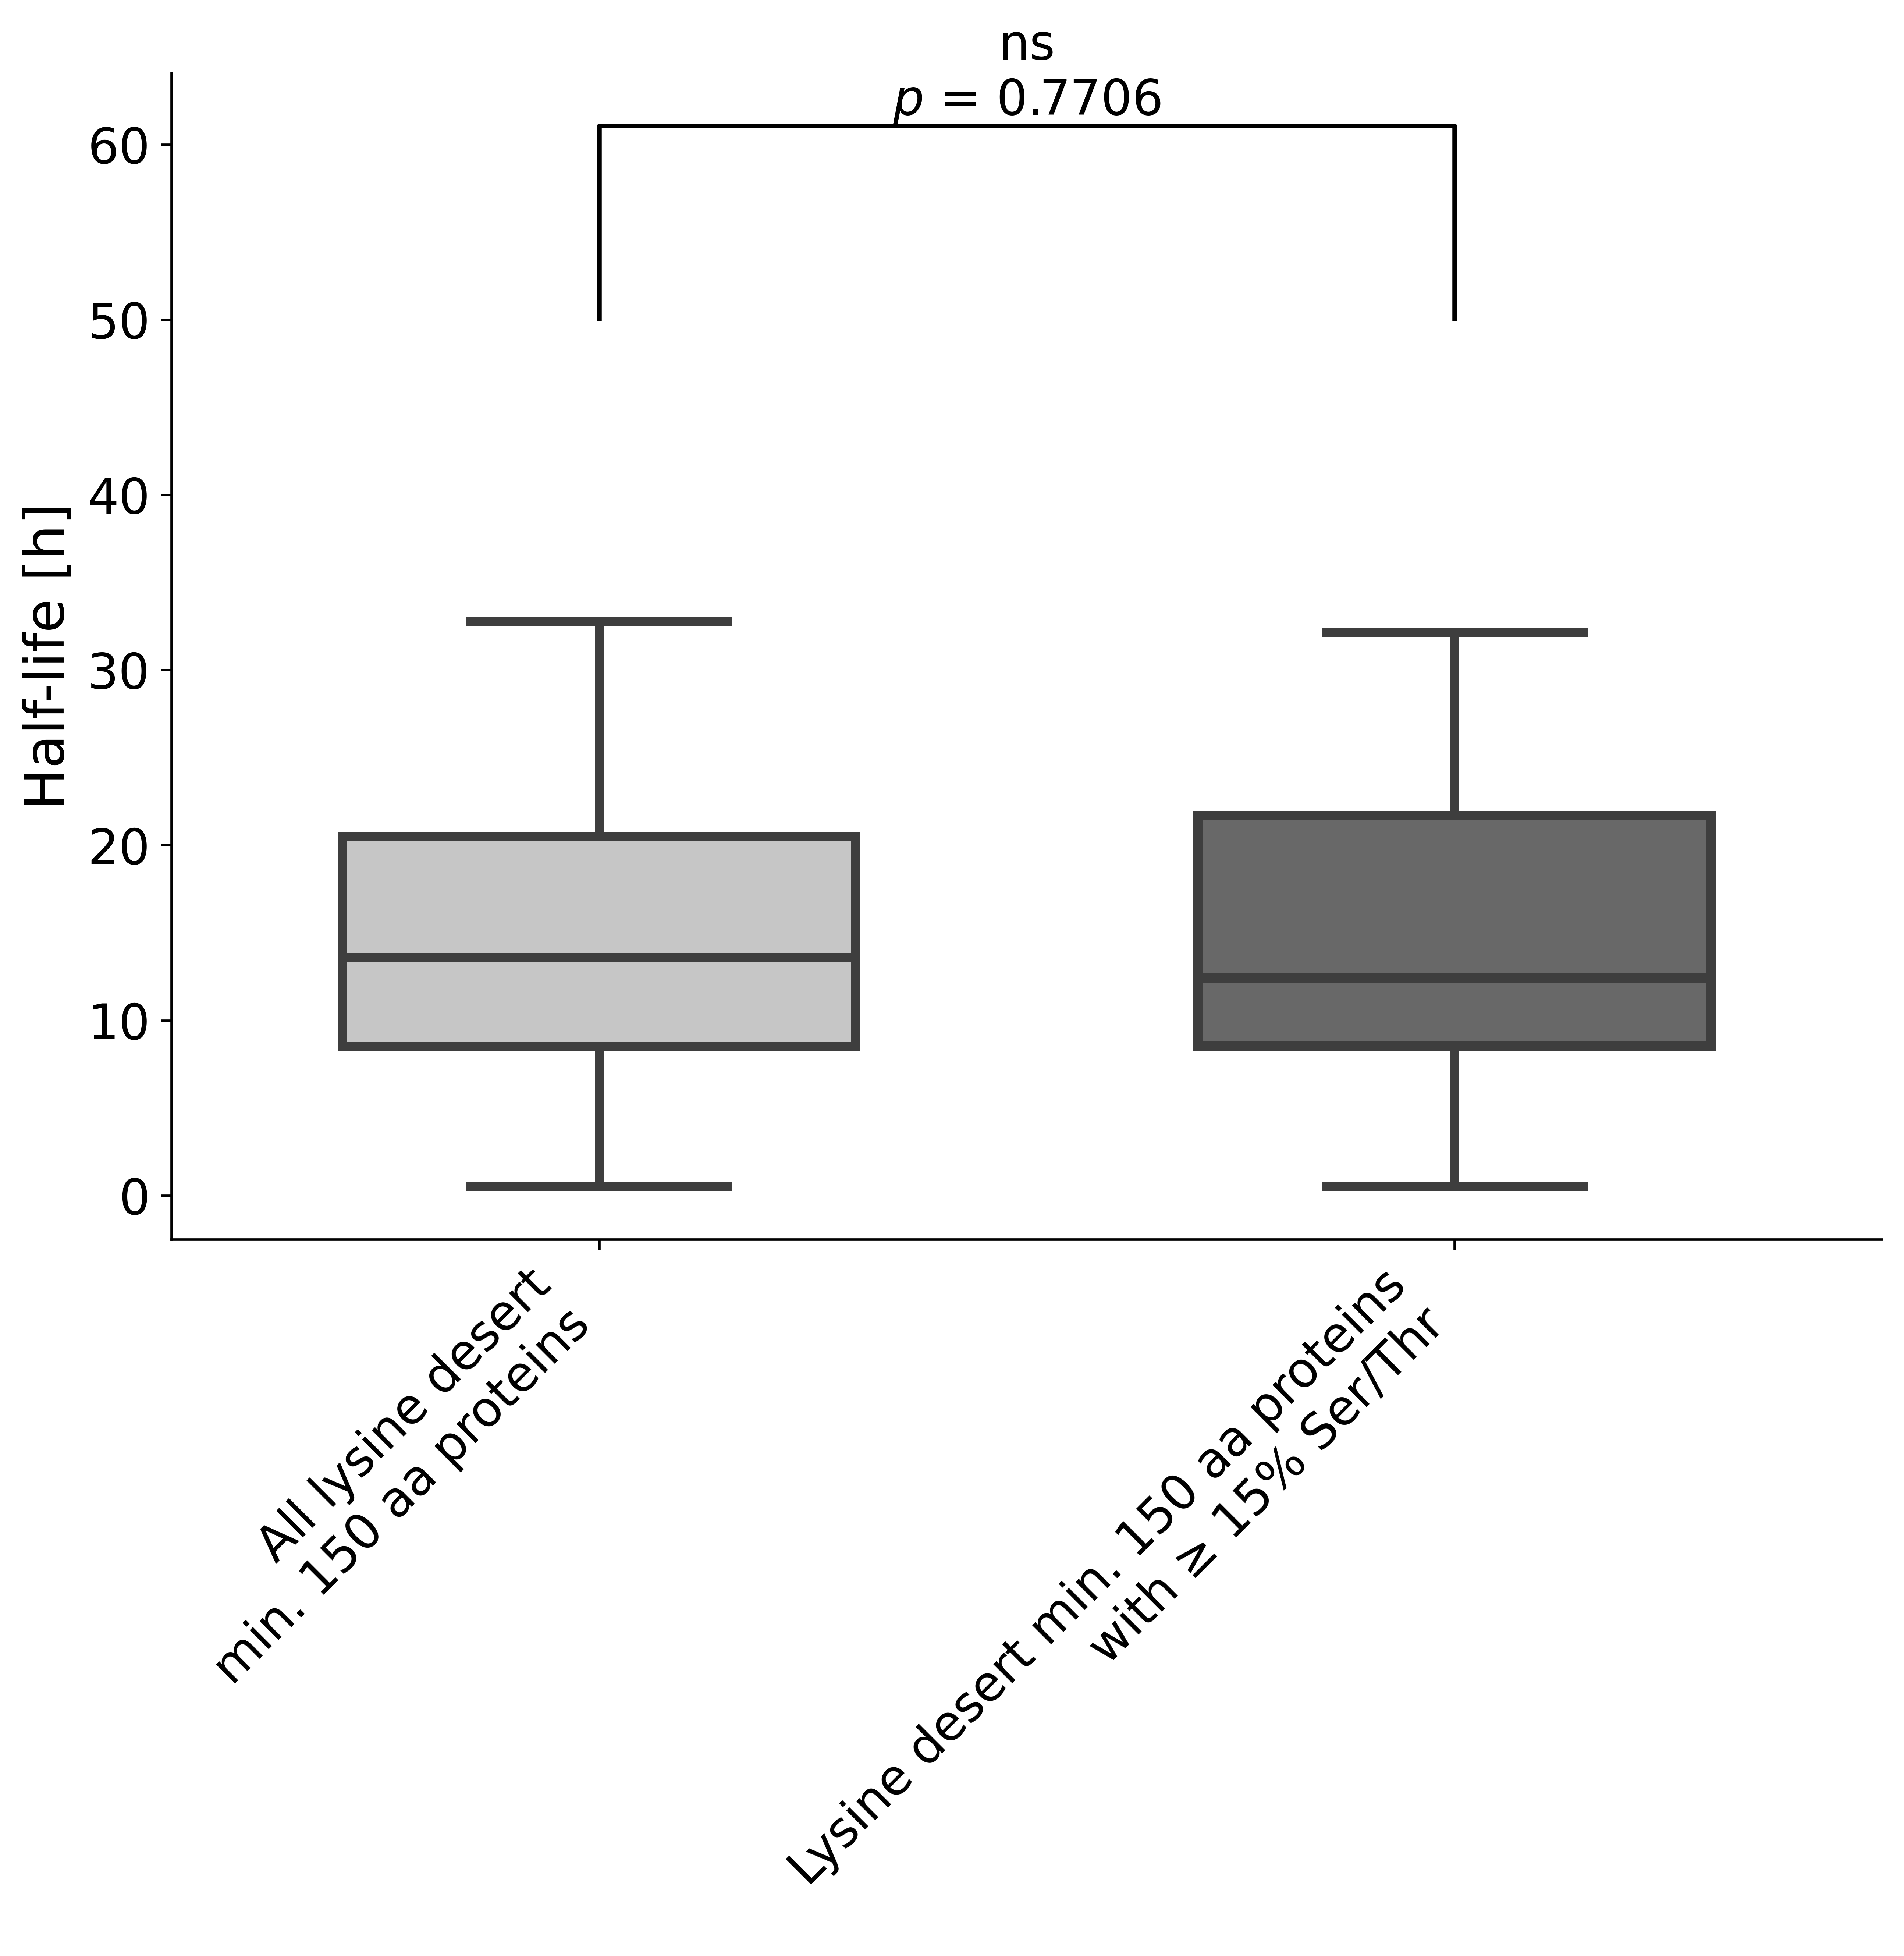 ns
p = 0.7706
60
50
40
30
20
10
0
Half-life [h]
All lysine desert
min. 150 aa proteins
Lysine desert min. 150 aa proteins
with ≥ 15% Ser/Thr